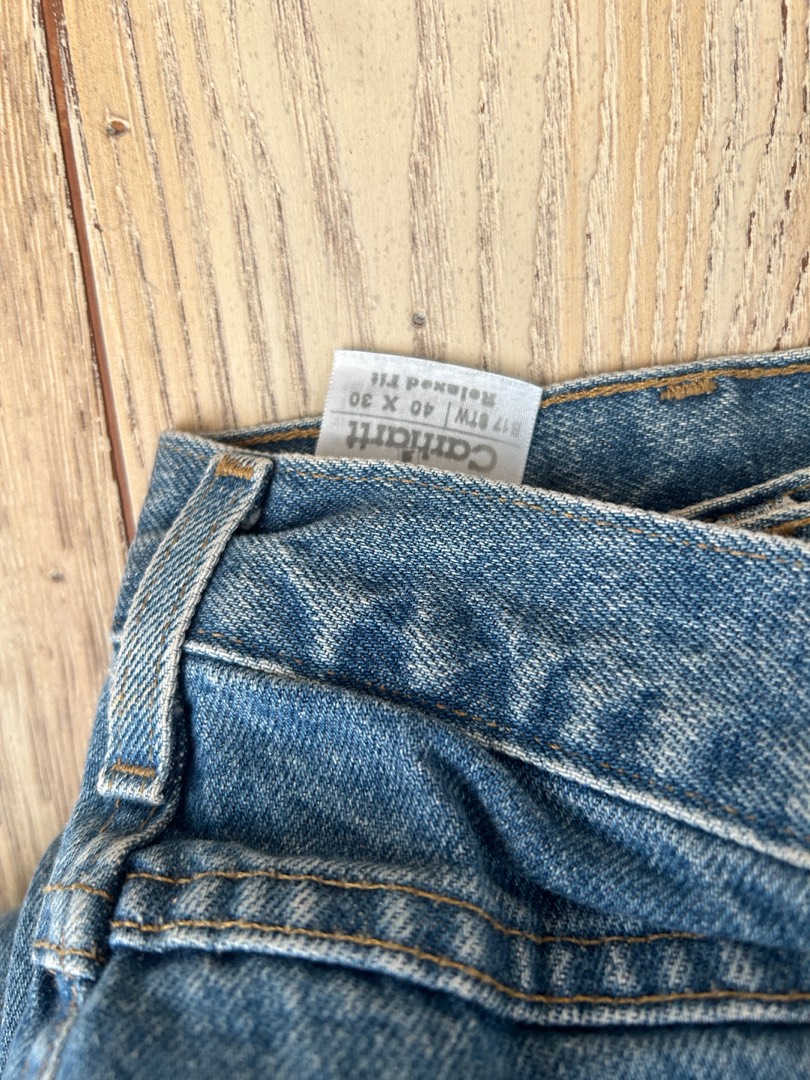 Carhartt
B17 STW | 40 X 30
Relaxed Fit